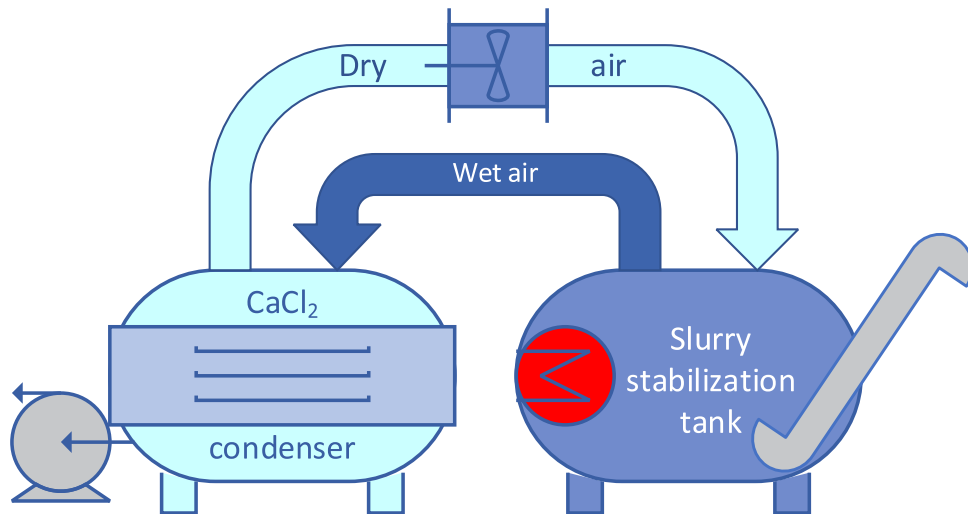 Dry air
Wet air
CaCl₂
condenser
Slurry
stabilization
tank